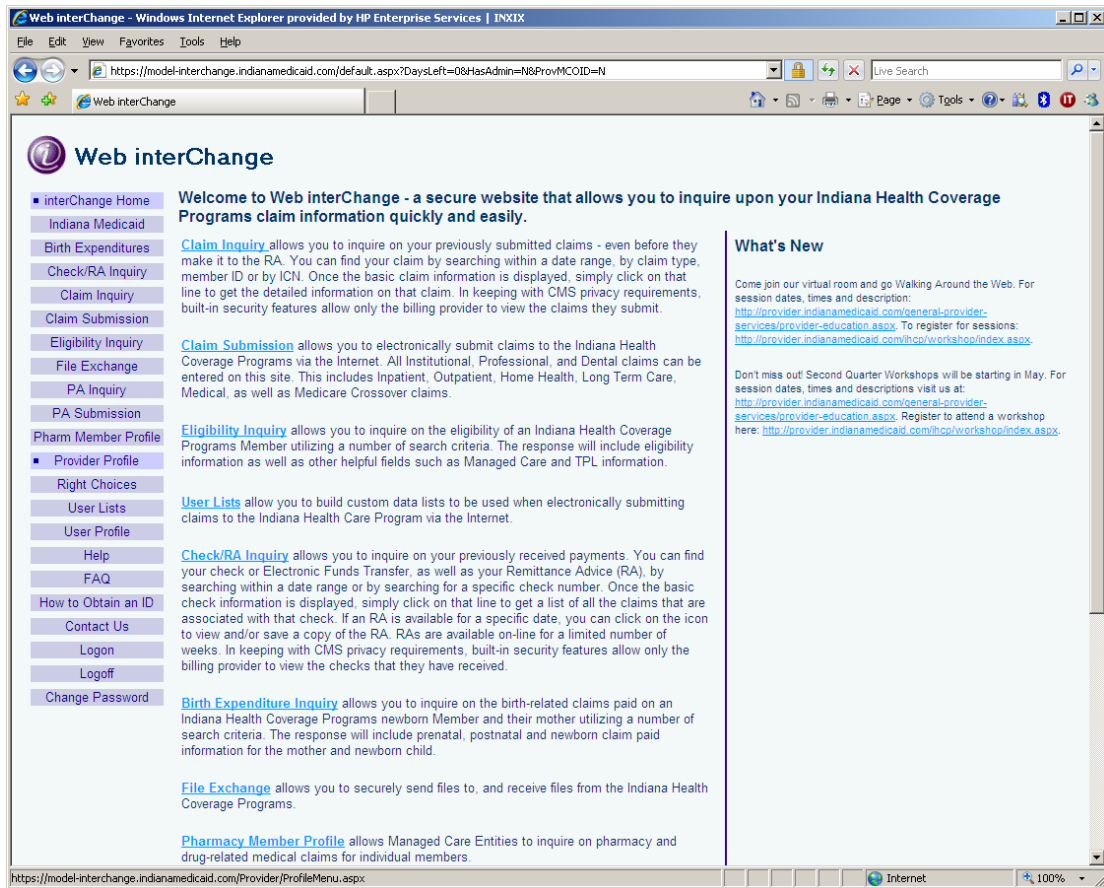 Web interChange - Windows Internet Explorer provided by HP Enterprise Services | INXIX
File Edit View Favorites Tools Help
https://model-interchange.indianamedicaid.com/default.aspx?DaysLeft=0&HasAdmin=N&ProvMCOID=N
Live Search
Web interChange
Page Tools
Web interChange
interChange Home
Indiana Medicaid
Birth Expenditures
Check/RA Inquiry
Claim Inquiry
Claim Submission
Eligibility Inquiry
File Exchange
PA Inquiry
PA Submission
Pharm Member Profile
Provider Profile
Right Choices
User Lists
User Profile
Help
FAQ
How to Obtain an ID
Contact Us
Logon
Logoff
Change Password
Welcome to Web interChange - a secure website that allows you to inquire upon your Indiana Health Coverage
Programs claim information quickly and easily.
Claim Inquiry allows you to inquire on your previously submitted claims - even before they
make it to the RA. You can find your claim by searching within a date range, by claim type,
member ID or by ICN. Once the basic claim information is displayed, simply click on that
line to get the detailed information on that claim. In keeping with CMS privacy requirements,
built-in security features allow only the billing provider to view the claims they submit.
Claim Submission allows you to electronically submit claims to the Indiana Health
Coverage Programs via the Internet. All Institutional, Professional, and Dental claims can be
entered on this site. This includes Inpatient, Outpatient, Home Health, Long Term Care,
Medical, as well as Medicare Crossover claims.
Eligibility Inquiry allows you to inquire on the eligibility of an Indiana Health Coverage
Programs Member utilizing a number of search criteria. The response will include eligibility
information as well as other helpful fields such as Managed Care and TPL information.
User Lists allow you to build custom data lists to be used when electronically submitting
claims to the Indiana Health Care Program via the Internet.
Check/RA Inquiry allows you to inquire on your previously received payments. You can find
your check or Electronic Funds Transfer, as well as your Remittance Advice (RA), by
searching within a date range or by searching for a specific check number. Once the basic
check information is displayed, simply click on that line to get a list of all the claims that are
associated with that check. If an RA is available for a specific date, you can click on the icon
to view and/or save a copy of the RA. RAs are available on-line for a limited number of
weeks. In keeping with CMS privacy requirements, built-in security features allow only the
billing provider to view the checks that they have received.
Birth Expenditure Inquiry allows you to inquire on the birth-related claims paid on an
Indiana Health Coverage Programs newborn Member and their mother utilizing a number of
search criteria. The response will include prenatal, postnatal and newborn claim paid
information for the mother and newborn child.
File Exchange allows you to securely send files to, and receive files from the Indiana Health
Coverage Programs.
Pharmacy Member Profile allows Managed Care Entities to inquire on pharmacy and
drug-related medical claims for individual members.
What's New
Come join our virtual room and go Walking Around the Web. For
session dates, times and description:
http://provider.indianamedicaid.com/general-provider-
services/provider-education.aspx. To register for sessions:
http://provider.indianamedicaid.com/ihcp/workshop/index.aspx.
Don't miss out! Second Quarter Workshops will be starting in May. For
session dates, times and descriptions visit us at:
http://provider.indianamedicaid.com/general-provider-
services/provider-education.aspx. Register to attend a workshop
here: http://provider.indianamedicaid.com/ihcp/workshop/index.aspx.
https://model-interchange.indianamedicaid.com/Provider/ProfileMenu.aspx
Internet
100%